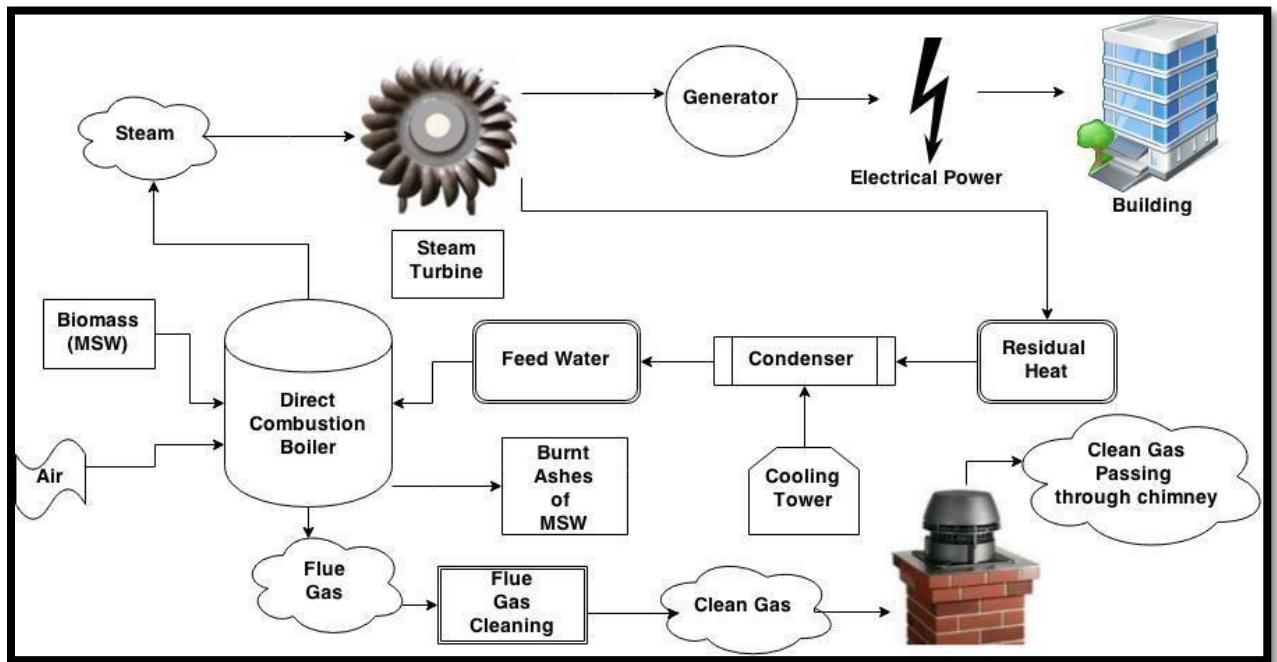 Steam
Generator
Electrical Power
Building
Steam
Turbine
Biomass
(MSW)
Feed Water
Condenser
Residual
Heat
Direct
Combustion
Boiler
Air
Burnt
Ashes
of
MSW
Cooling
Tower
Clean Gas
Passing
through chimney
Flue
Gas
Flue
Gas
Cleaning
Clean Gas